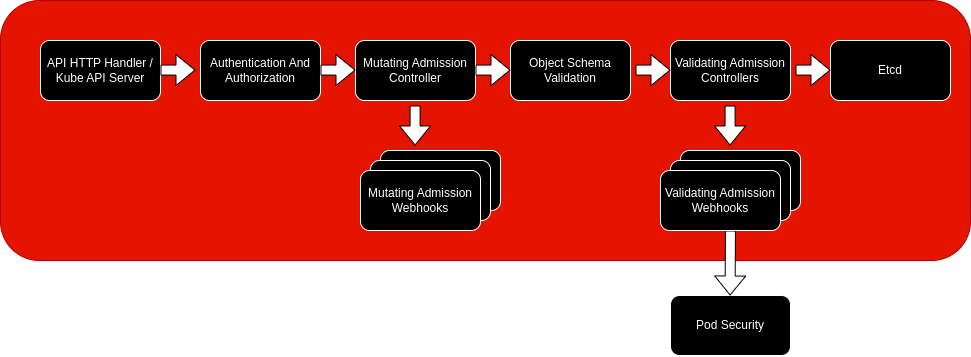 API HTTP Handler /
Kube API Server
Authentication And
Authorization
Mutating Admission
Controller
Object Schema
Validation
Validating Admission
Controllers
Etcd
Mutating Admission
Webhooks
Validating Admission
Webhooks
Pod Security